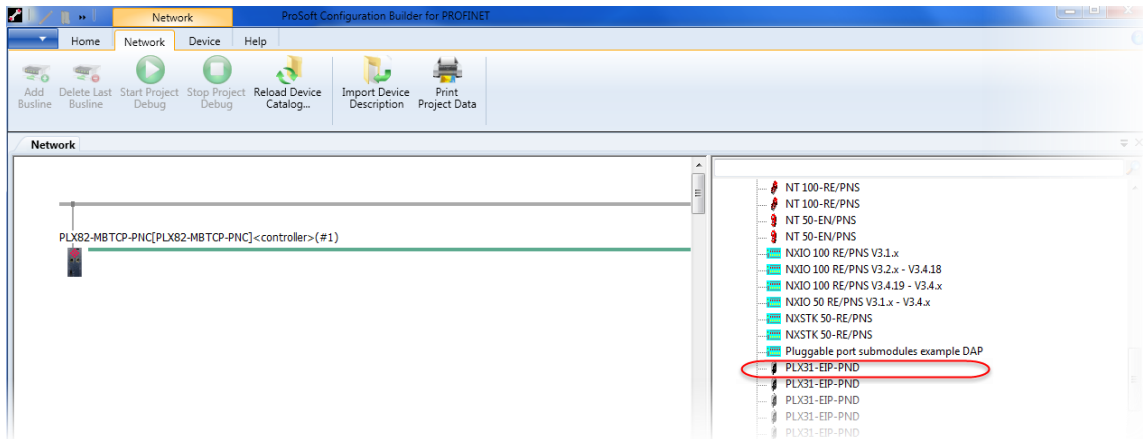 Network
ProSoft Configuration Builder for PROFINET
Home Network Device Help
Add Busline
Delete Last Busline
Start Project Debug
Stop Project Debug
Reload Device Catalog...
Import Device Description
Print Project Data
Network
PLX82-MBTCP-PNC[PLX82-MBTCP-PNC]<controller>(#1)
NT 100-RE/PNS
NT 100-RE/PNS
NT 50-EN/PNS
NT 50-EN/PNS
NXIO 100 RE/PNS V3.1.x
NXIO 100 RE/PNS V3.2.x - V3.4.18
NXIO 100 RE/PNS V3.4.19 - V3.4.x
NXIO 50 RE/PNS V3.1.x - V3.4.x
NXSTK 50-RE/PNS
NXSTK 50-RE/PNS
Pluggable port submodules example DAP
PLX31-EIP-PND
PLX31-EIP-PND
PLX31-EIP-PND
PLX31-EIP-PND
PLX31-EIP-PND